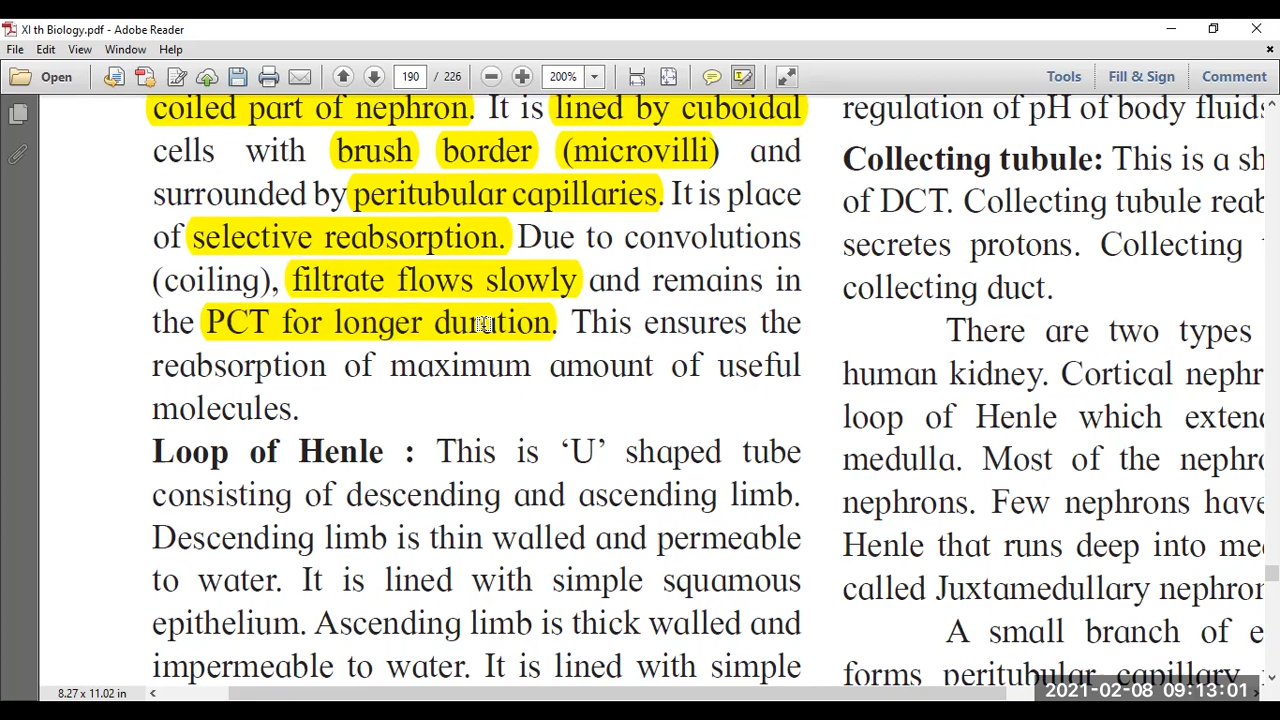 XI th Biology.pdf - Adobe Reader
File Edit View Window Help
Open 190 / 226 200% Tools Fill & Sign Comment
coiled part of nephron. It is lined by cuboidal
cells with brush border (microvilli) and
surrounded by peritubular capillaries. It is place
of selective reabsorption. Due to convolutions
(coiling), filtrate flows slowly and remains in
the PCT for longer duration. This ensures the
reabsorption of maximum amount of useful
molecules.
Loop of Henle : This is ‘U’ shaped tube
consisting of descending and ascending limb.
Descending limb is thin walled and permeable
to water. It is lined with simple squamous
epithelium. Ascending limb is thick walled and
impermeable to water. It is lined with simple
regulation of pH of body fluids
Collecting tubule: This is a sh
of DCT. Collecting tubule reab
secretes protons. Collecting
collecting duct.
There are two types
human kidney. Cortical nephr
loop of Henle which extend
medulla. Most of the nephro
nephrons. Few nephrons have
Henle that runs deep into me
called Juxtamedullary nephron
A small branch of e
forms peritubular capillary
8.27 x 11.02 in
2021-02-08 09:13:01